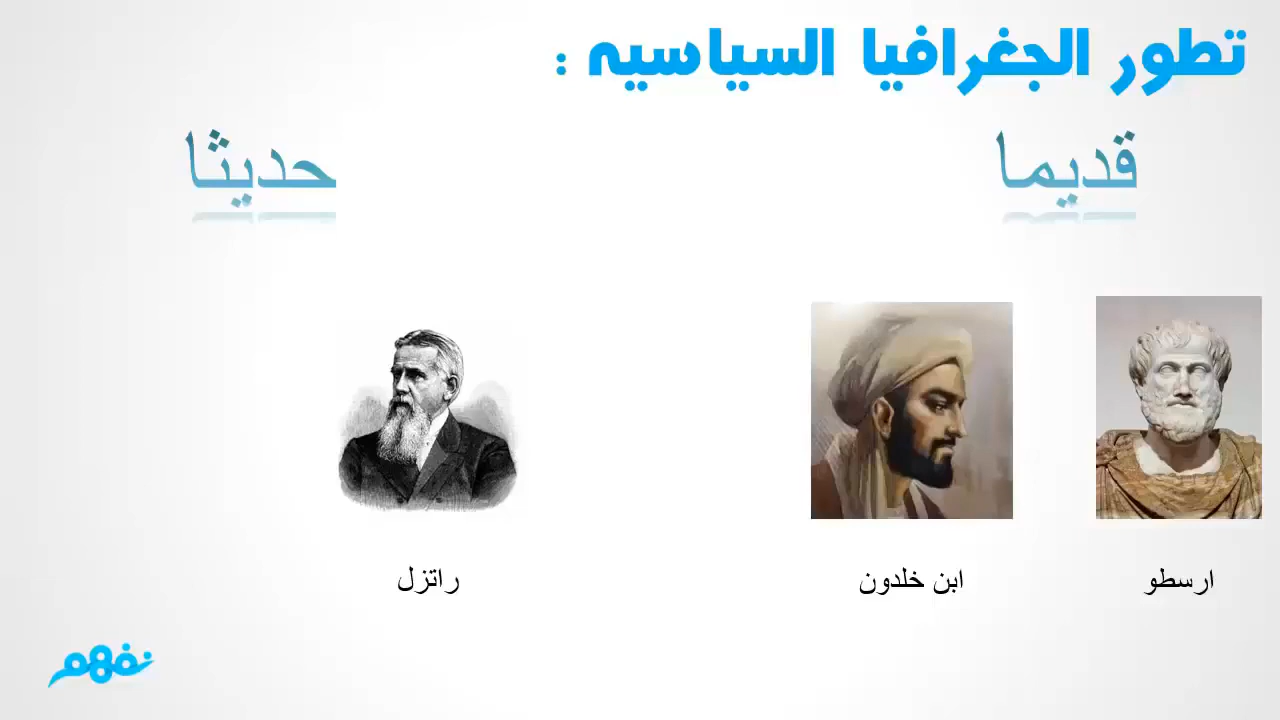 تطور الجغرافيا السياسيه :
قديما
حديثا
ارسطو
ابن خلدون
راتزل
نفهم